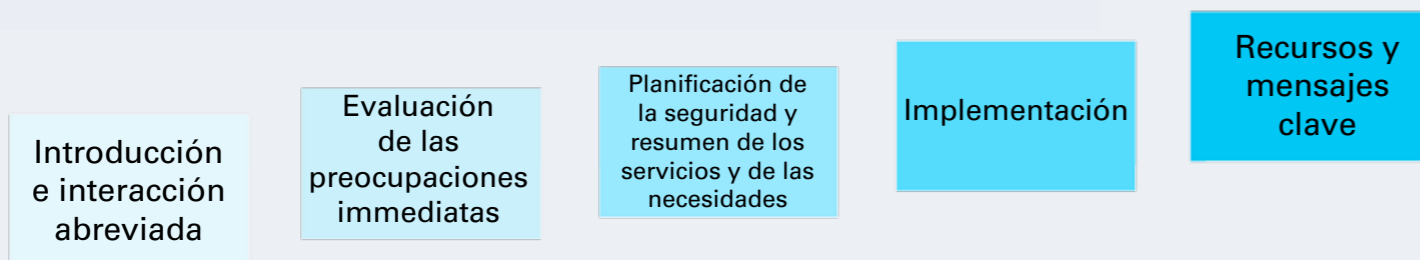 Introducción
e interacción
abreviada
Evaluación
de las
preocupaciones
immediatas
Planificación de
la seguridad y
resumen de los
servicios y de las
necesidades
Implementación
Recursos y
mensajes
clave